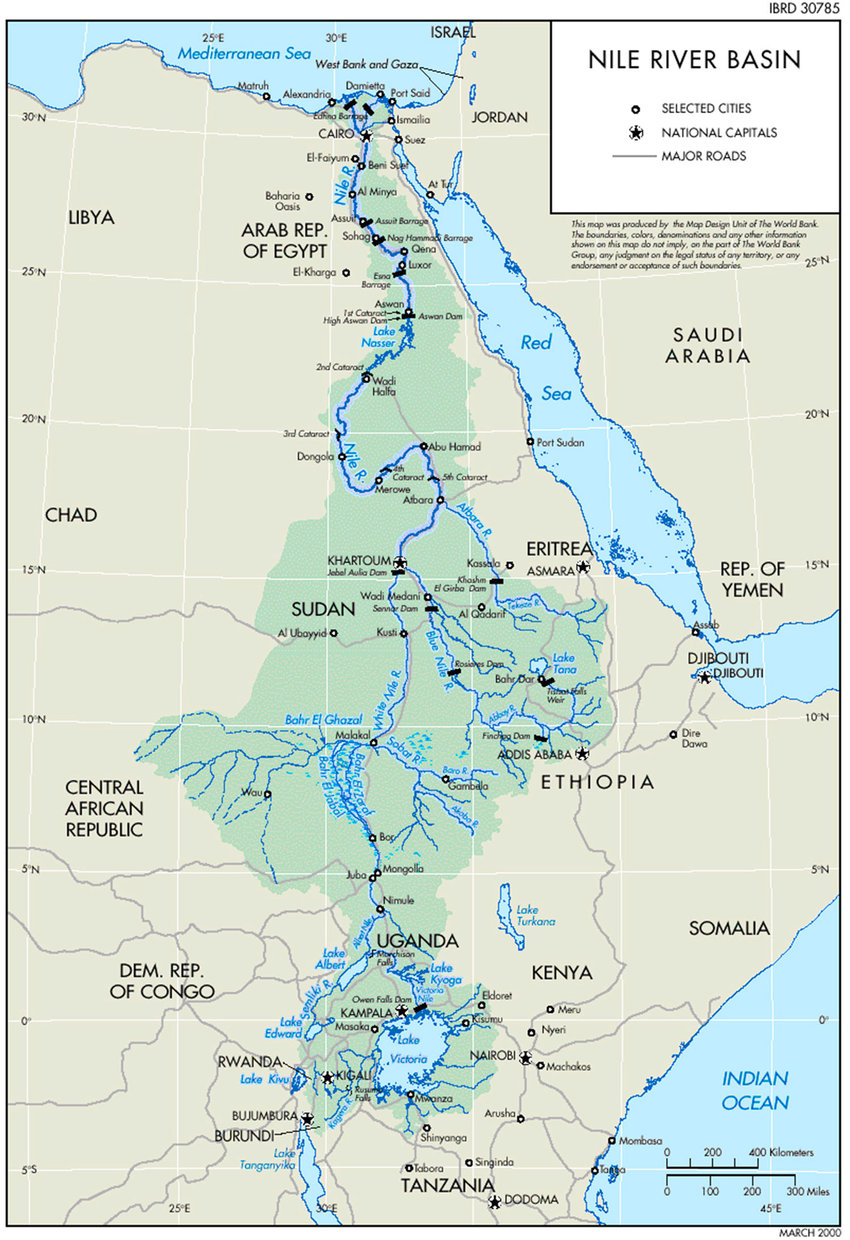 IBRD 30785
25°E
30°E
ISRAEL
NILE RIVER BASIN
SELECTED CITIES
NATIONAL CAPITALS
MAJOR ROADS
This map was produced by the Map Design Unit of The World Bank.
The boundaries, colors, denominations and any other information
shown on this map do not imply, on the part of The World Bank
Group, any judgment on the legal status of any territory, or any
endorsement or acceptance of such boundaries.
Mediterranean Sea
West Bank and Gaza
Matruh
Alexandria
Damietta
Port Said
30°N
Edfina Barrage
Ismailia
JORDAN
CAIRO
Suez
El-Faiyum
Beni Suef
Nile R.
Al Minya
At Tur
Baharia
Oasis
LIBYA
Assuit
Assuit Barrage
ARAB REP.
OF EGYPT
Sohag
Nag Hammadi Barrage
Qena
Luxor
25°N
25°N
El-Kharga
Esna
Barrage
Aswan
1st Cataract
High Aswan Dam
Aswan Dam
Lake
Nasser
Red
Sea
SAUDI
ARABIA
2nd Cataract
Wadi
Halfa
20°N
20°N
3rd Cataract
Dongola
Nile R.
Abu Hamad
Port Sudan
4th
Cataract
5th Cataract
Merowe
Atbara
Atbara R.
CHAD
KHARTOUM
Jebel Aulia Dam
Kassala
ERITREA
ASMARA
15°N
15°N
REP. OF
YEMEN
Khashm
El Girba Dam
Wadi Medani
Sennar Dam
Al Qadarif
Tekeze R.
SUDAN
Al Ubayyid
Kusti
Blue Nile R.
Assab
Rosieres Dam
Lake
Tana
Bahr Dar
Tishat Falls
Weir
DJIBOUTI
DJIBOUTI
White Nile R.
10°N
10°N
Bahr El Ghazal
Abbay R.
Malakal
Sobat R.
Finchaa Dam
ADDIS ABABA
Dire
Dawa
Bahr El Jabal
Bahr El Zaraf
Baro R.
Gambilla
ETHIOPIA
CENTRAL
AFRICAN
REPUBLIC
Wau
Akobo R.
Bor
5°N
5°N
Juba
Mongolla
Nimule
Albert Nile
Lake
Turkana
SOMALIA
UGANDA
Murchison
Falls
Lake
Albert
Lake
Kyoga
DEM. REP.
OF CONGO
KENYA
Semliki R.
Victoria
Nile
Owen Falls Dam
Eldoret
KAMPALA
Meru
0°
0°
Lake
Edward
Masaka
Kisumu
Nyeri
Lake
Victoria
RWANDA
NAIROBI
Machakos
Lake Kivu
KIGALI
Rusumo
Falls
INDIAN
OCEAN
Kagera R.
Mwanza
BUJUMBURA
BURUNDI
Arusha
Shinyanga
Mombasa
Lake
Tanganyika
Tabora
Singinda
Tanga
5°S
0 100 200 400 Kilometers
0 100 200 300 Miles
TANZANIA
DODOMA
25°E
30°E
45°E
MARCH 2000